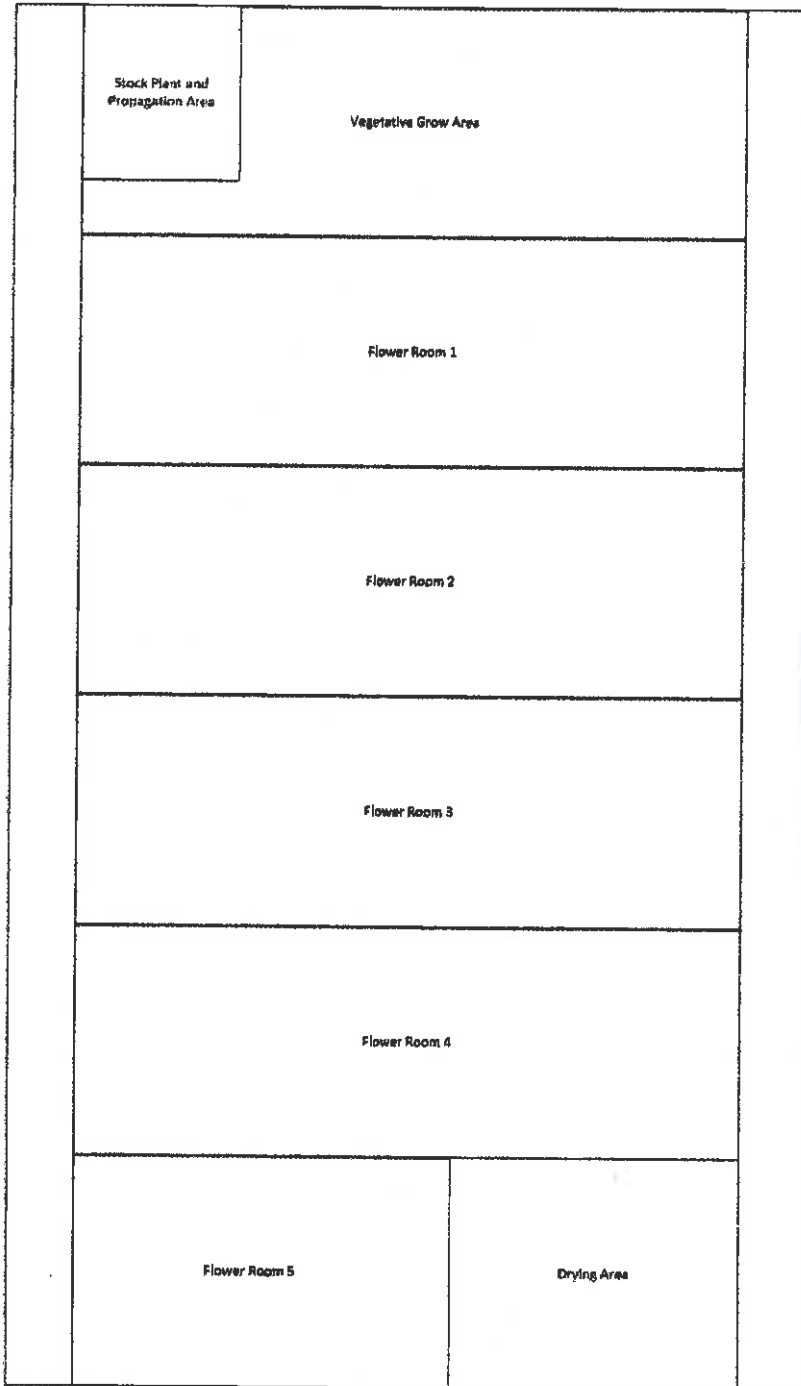 Stock Plant and
Propagation Area
Vegetative Grow Area
Flower Room 1
Flower Room 2
Flower Room 3
Flower Room 4
Flower Room 5
Drying Area